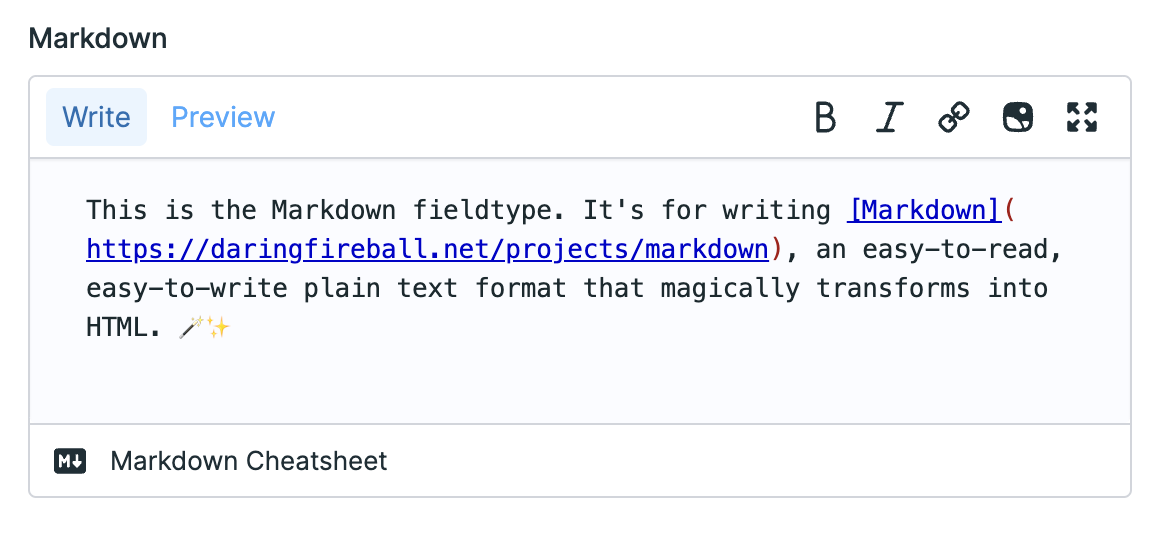 Markdown
Write Preview B I
This is the Markdown fieldtype. It's for writing [Markdown](
https://daringfireball.net/projects/markdown), an easy-to-read,
easy-to-write plain text format that magically transforms into
HTML. 🪄✨
M↓ Markdown Cheatsheet